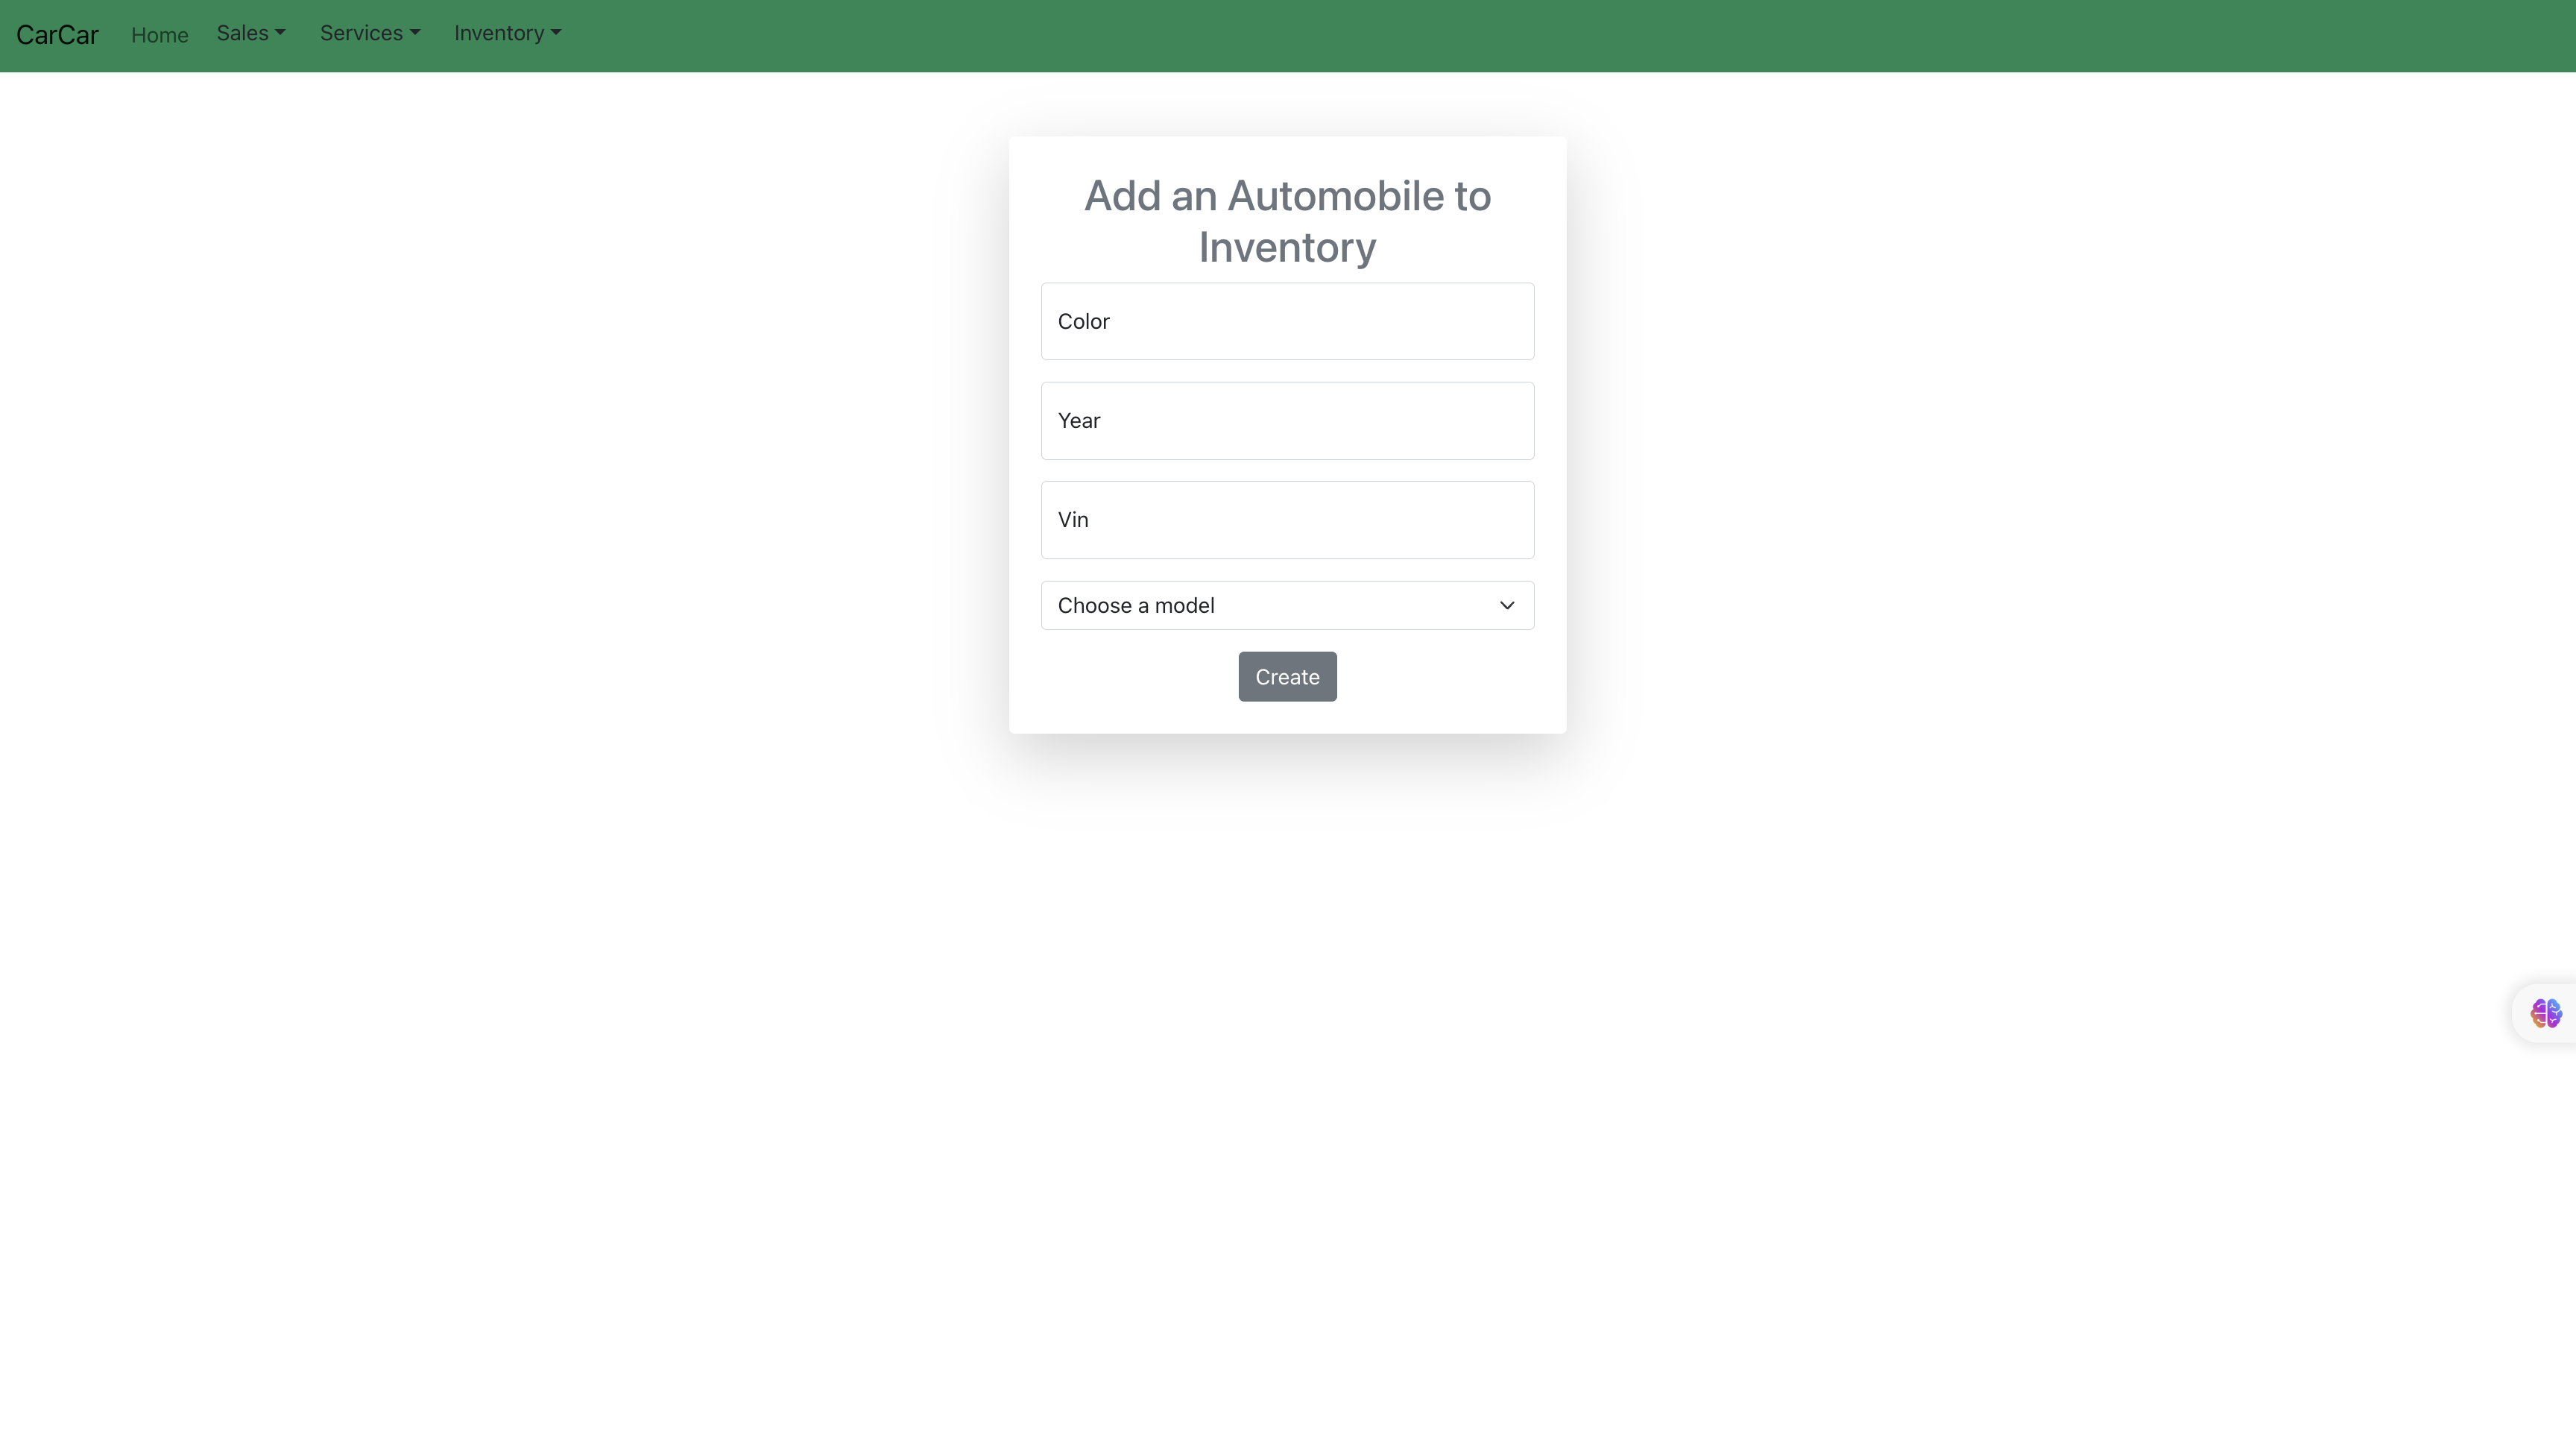 CarCar Home Sales Services Inventory
Add an Automobile to
Inventory
Color
Year
Vin
Choose a model
Create